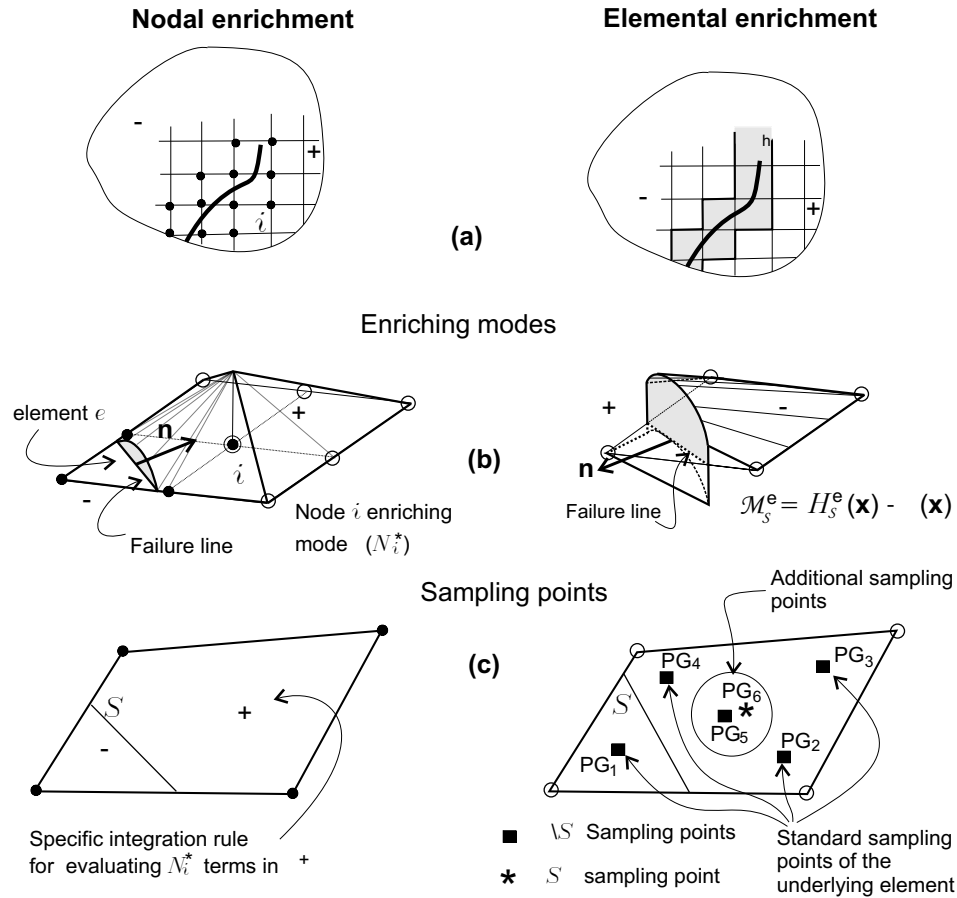 Nodal enrichment
Elemental enrichment
-
+
i
h
-
+
(a)
Enriching modes
element e
n
+
i
-
Failure line
Node i enriching
mode (N*i)
(b)
+
-
n
Failure line
ℳₛᵉ = Hₛᵉ (x) - (x)
Sampling points
S
+
-
Specific integration rule
for evaluating N*i terms in +
(c)
Additional sampling
points
PG4
PG3
S
PG6
*
PG5
PG2
PG1
■ \S Sampling points
* S sampling point
Standard sampling
points of the
underlying element